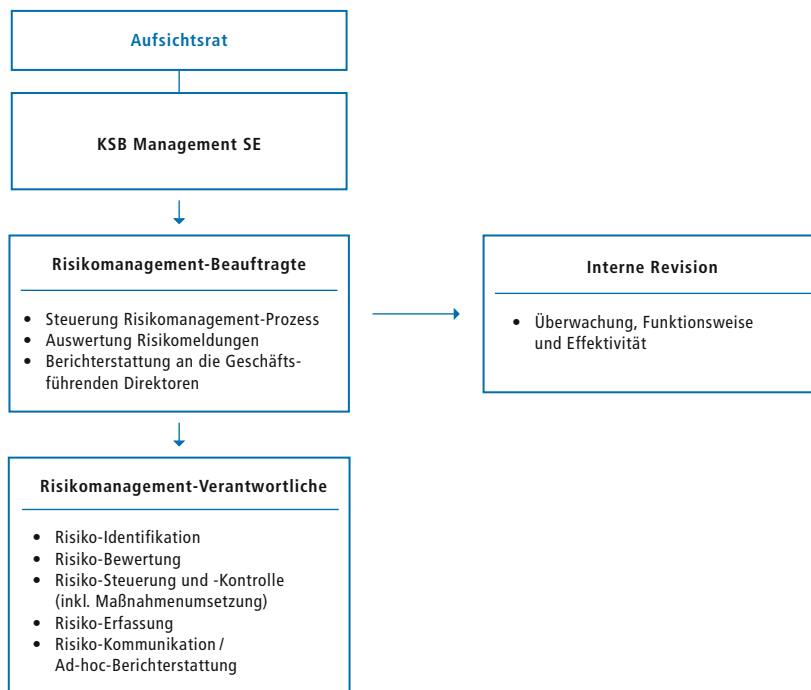 Aufsichtsrat
KSB Management SE
Risikomanagement-Beauftragte
• Steuerung Risikomanagement-Prozess
• Auswertung Risikomeldungen
• Berichterstattung an die Geschäfts-
führenden Direktoren
Interne Revision
• Überwachung, Funktionsweise
und Effektivität
Risikomanagement-Verantwortliche
• Risiko-Identifikation
• Risiko-Bewertung
• Risiko-Steuerung und -Kontrolle
(inkl. Maßnahmenumsetzung)
• Risiko-Erfassung
• Risiko-Kommunikation /
Ad-hoc-Berichterstattung